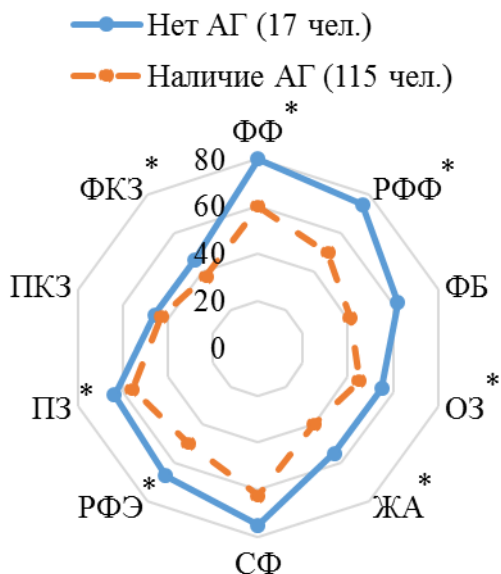 Нет АГ (17 чел.)
Наличие АГ (115 чел.)
ФФ*
РФФ*
ФБ
ОЗ*
ЖА*
СФ
РФЭ*
ПЗ*
ПКЗ
ФКЗ*
80
60
40
20
0